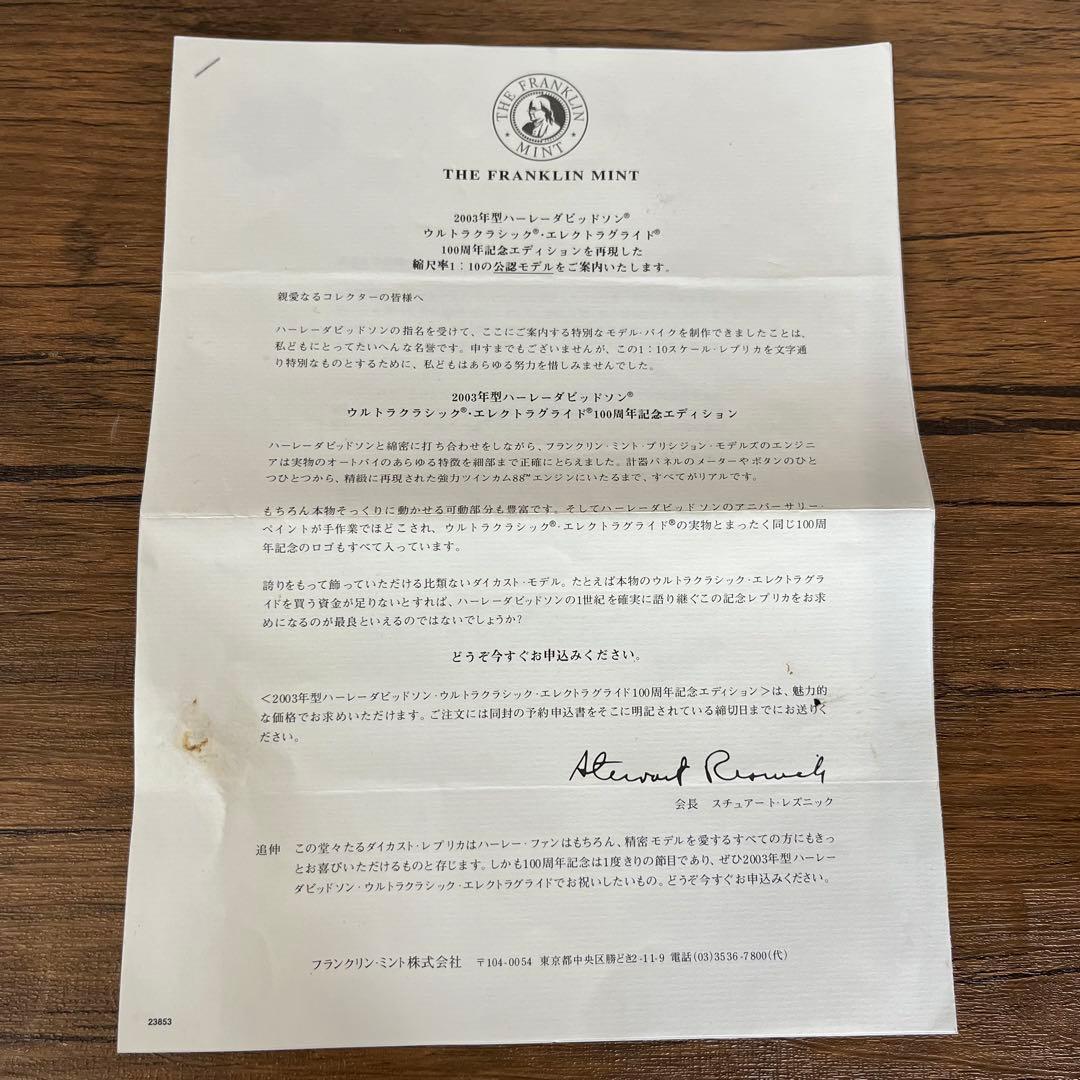 THE FRANKLIN MINT
THE FRANKLIN MINT
2003年型ハーレーダビッドソン®
ウルトラクラシック®・エレクトラグライド®
100周年記念エディションを再現した
縮尺率1：10の公認モデルをご案内いたします。
親愛なるコレクターの皆様へ
ハーレーダビッドソンの指名を受けて、ここにご案内する特別なモデル・バイクを制作できましたことは、
私どもにとってたいへんな名誉です。申すまでもございませんが、この1：10スケール・レプリカを文字通
り特別なものとするために、私どもはあらゆる努力を惜しみませんでした。
2003年型ハーレーダビッドソン®
ウルトラクラシック®・エレクトラグライド®100周年記念エディション
ハーレーダビッドソンと綿密に打ち合わせをしながら、フランクリン・ミント・プリシジョン・モデルズのエンジニ
アは実物のオートバイのあらゆる特徴を細部まで正確にとらえました。計器パネルのメーターやボタンのひと
つひとつから、精緻に再現された強力ツインカム88™エンジンにいたるまで、すべてがリアルです。
もちろん本物そっくりに動かせる可動部分も豊富です。そしてハーレーダビッドソンのアニバーサリー・
ペイントが手作業でほどこされ、ウルトラクラシック®・エレクトラグライド®の実物とまったく同じ100周
年記念のロゴもすべて入っています。
誇りをもって飾っていただける比類ないダイカスト・モデル。たとえば本物のウルトラクラシック・エレクトラグラ
イドを買う資金が足りないとすれば、ハーレーダビッドソンの1世紀を確実に語り継ぐこの記念レプリカをお求
めになるのが最良といえるのではないでしょうか？
どうぞ今すぐお申込みください。
＜2003年型ハーレーダビッドソン・ウルトラクラシック・エレクトラグライド100周年記念エディション＞は、魅力的
な価格でお求めいただけます。ご注文には同封の予約申込書をそこに明記されている締切日までにお送りく
ださい。
Stewart Resnick
会長　スチュアート・レズニック
追伸　この堂々たるダイカスト・レプリカはハーレー・ファンはもちろん、精密モデルを愛するすべての方にもきっ
とお喜びいただけるものと存じます。しかも100周年記念は1度きりの節目であり、ぜひ2003年型ハーレー
ダビッドソン・ウルトラクラシック・エレクトラグライドでお祝いしたいもの。どうぞ今すぐお申込みください。
フランクリン・ミント株式会社　〒104-0054 東京都中央区勝どき2-11-9 電話(03)3536-7800(代)
23853